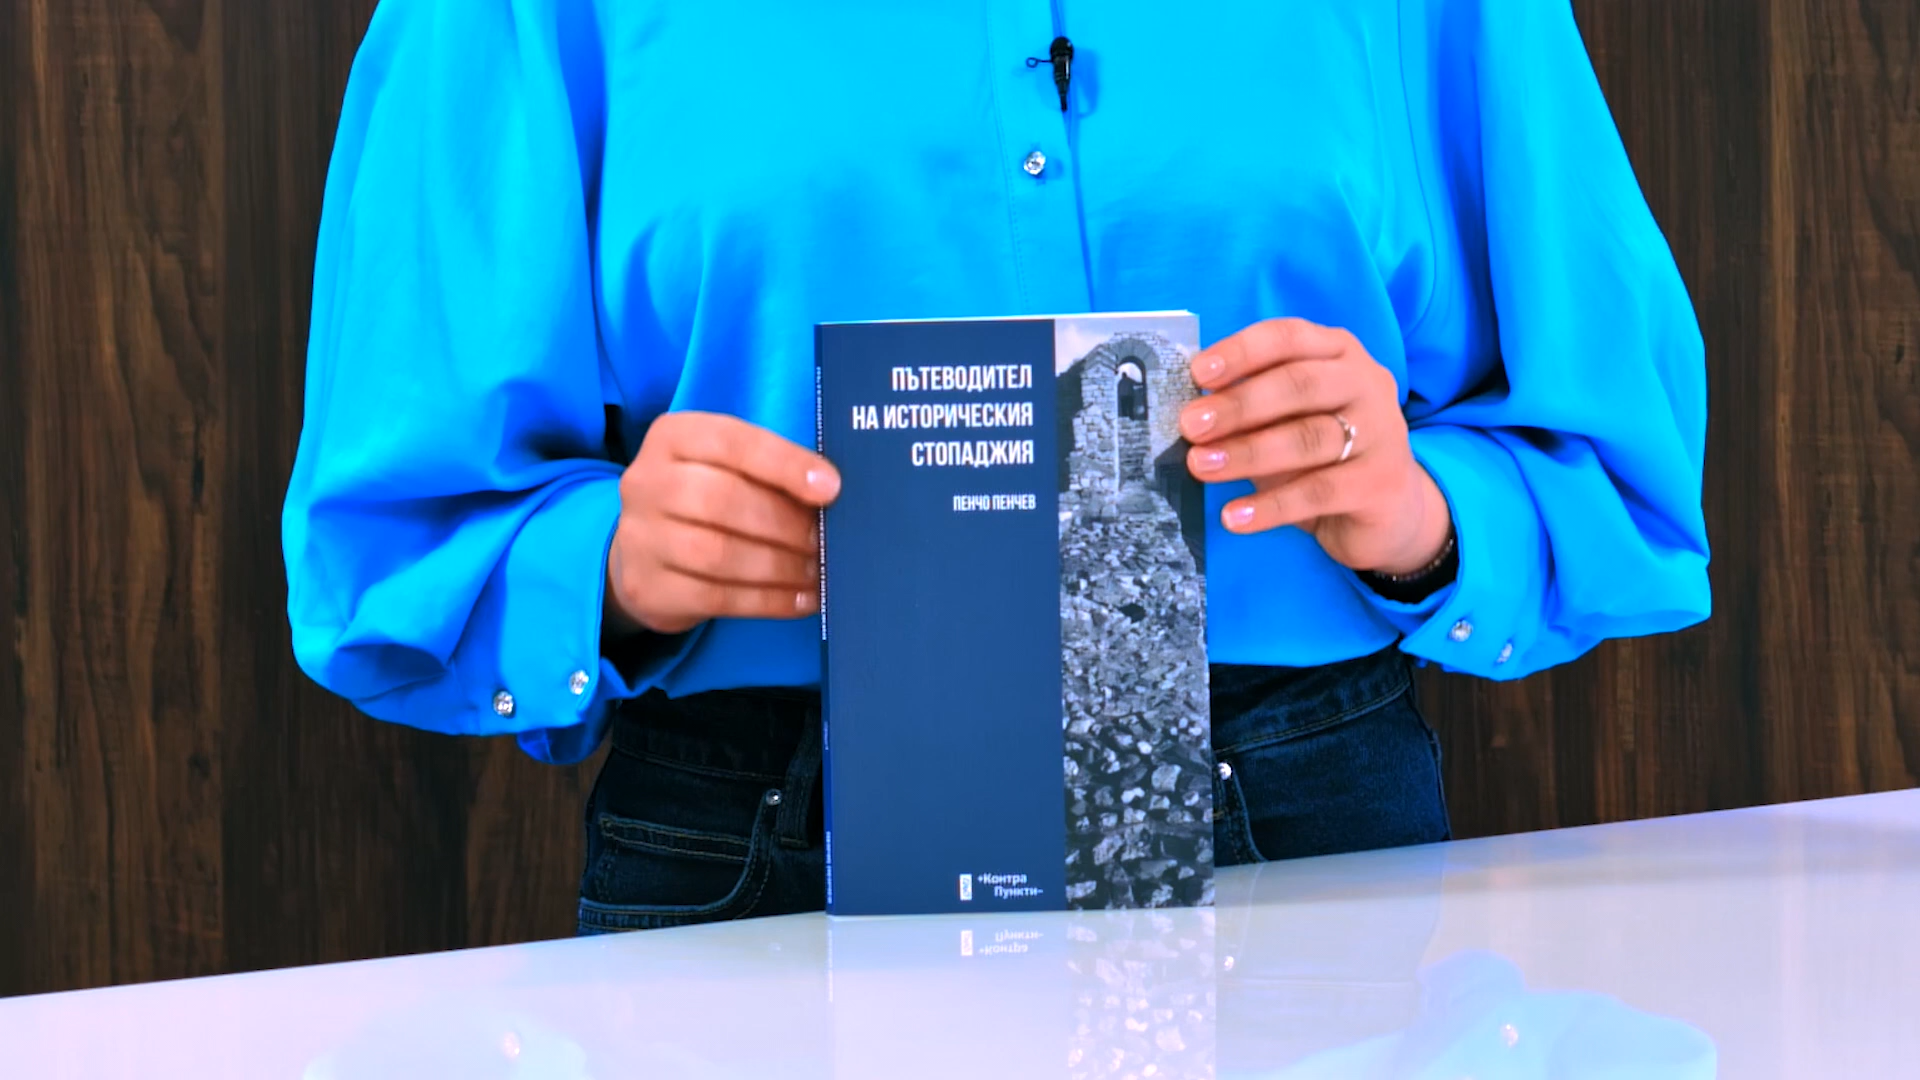 ПЪТЕВОДИТЕЛ
НА ИСТОРИЧЕСКИЯ
СТОПАДЖИЯ
ПЕНЧО ПЕНЧЕВ
+Контра
Пункти–